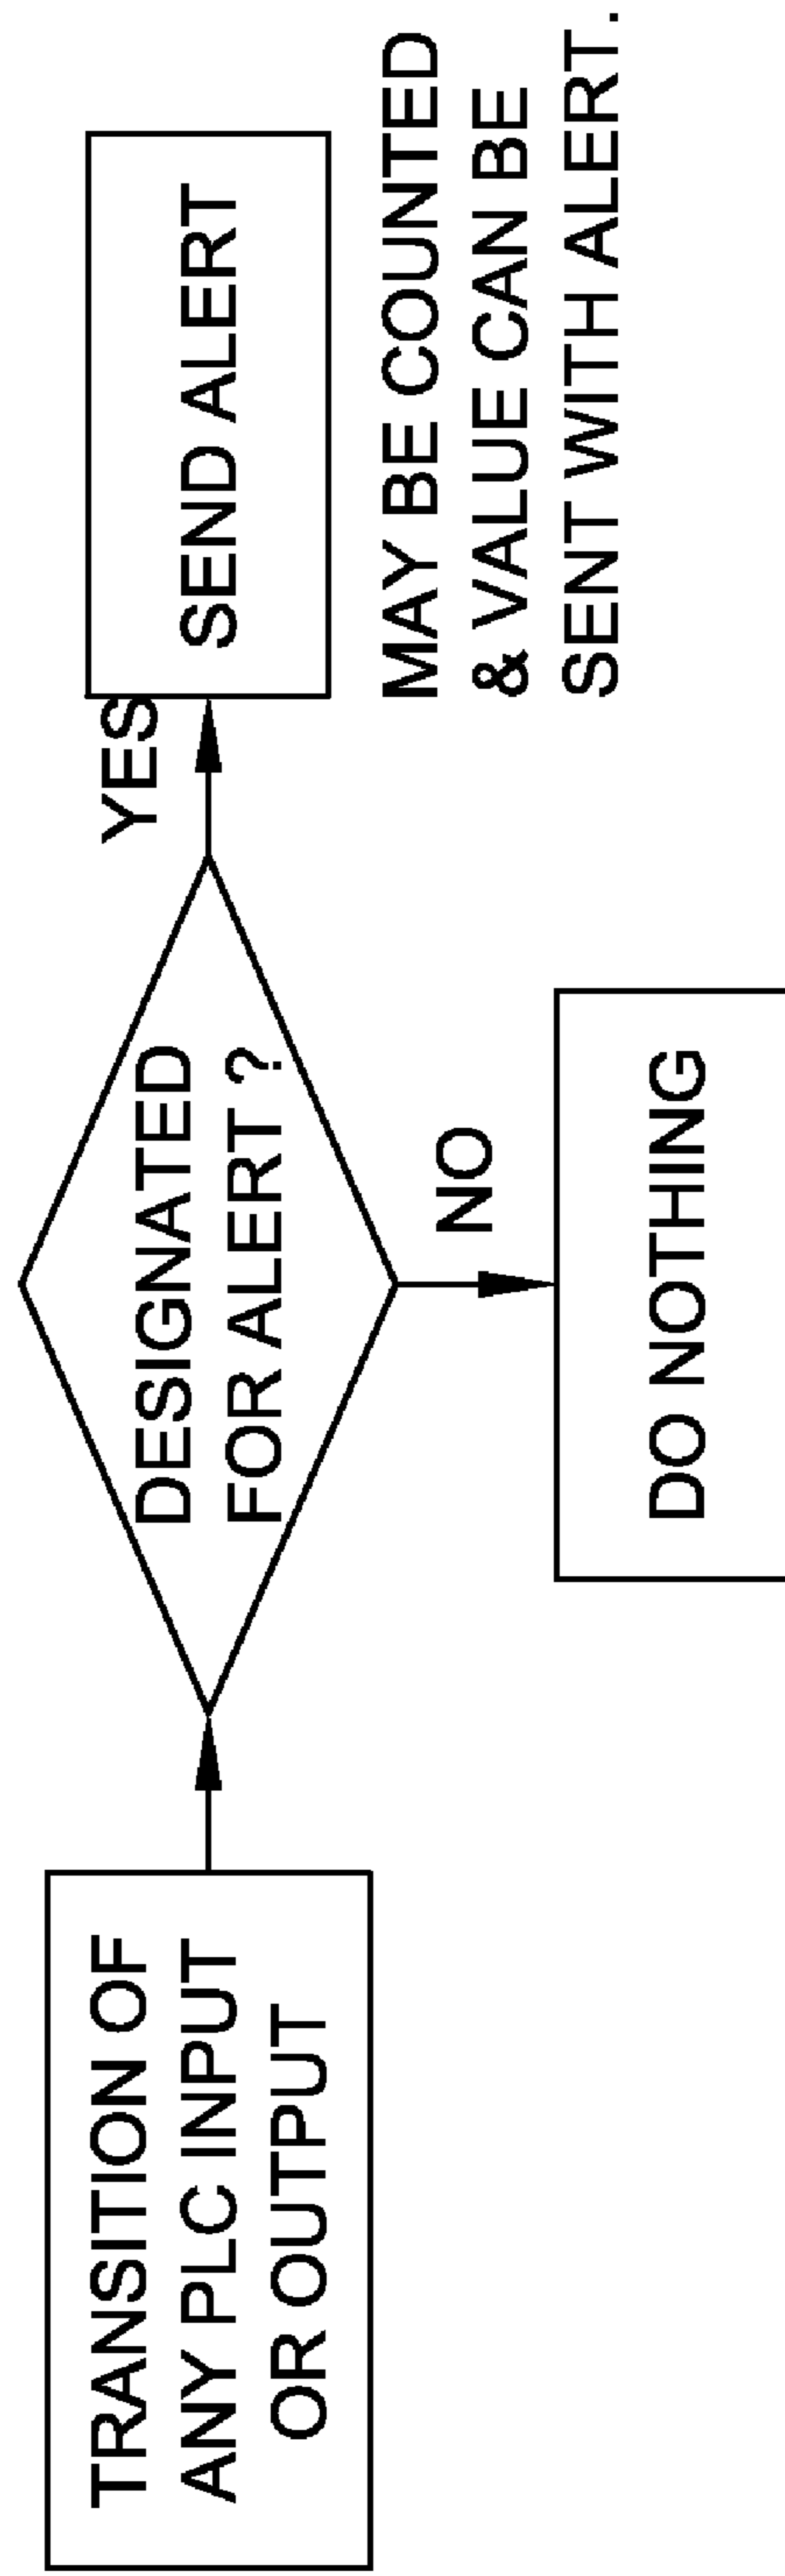 TRANSITION OF
ANY PLC INPUT
OR OUTPUT
DESIGNATED
FOR ALERT ?
YES
SEND ALERT
MAY BE COUNTED
& VALUE CAN BE
SENT WITH ALERT.
NO
DO NOTHING